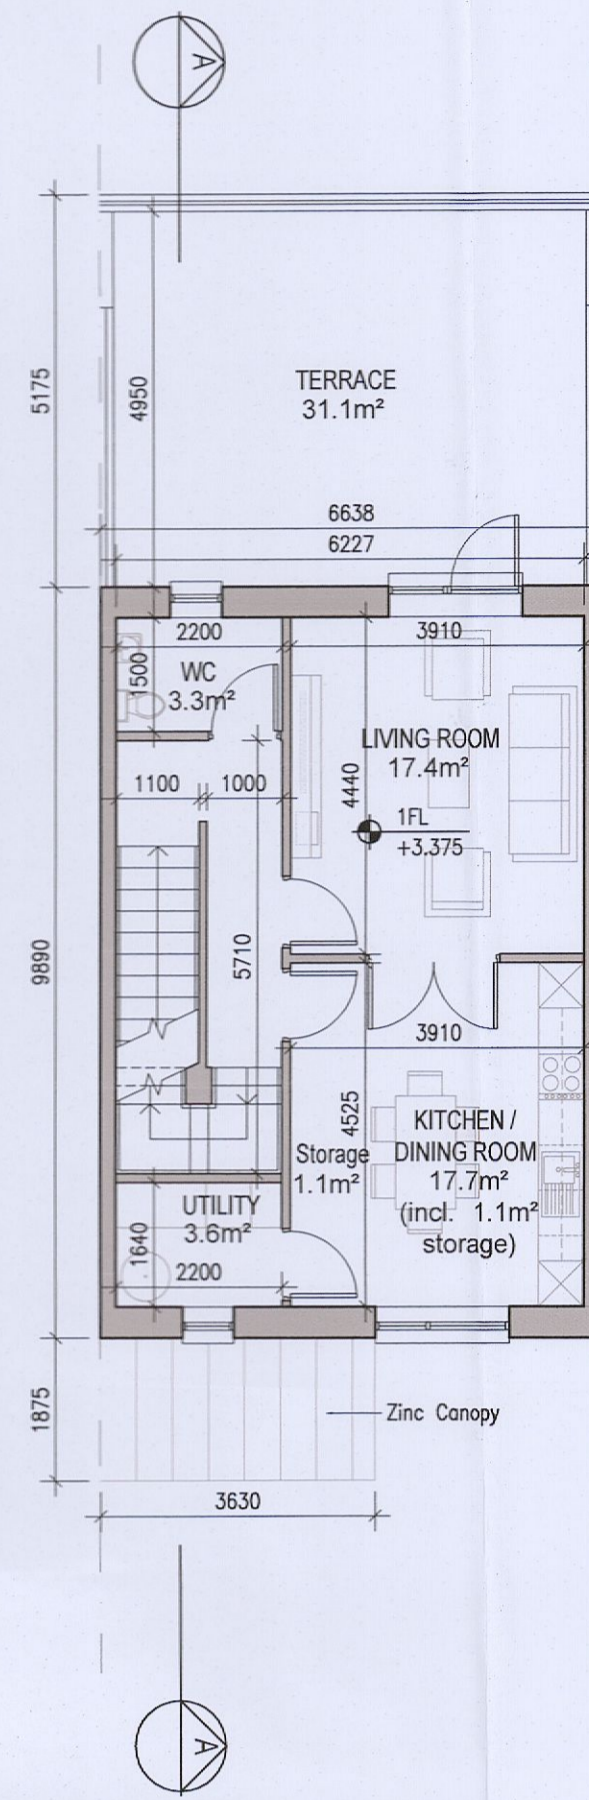 A
5175
4950
TERRACE
31.1m²
6638
6227
2200
3910
1500
WC
3.3m²
LIVING ROOM
17.4m²
1100
1000
4440
1FL
+3.375
9890
5710
3910
4525
KITCHEN /
DINING ROOM
17.7m²
(incl. 1.1m²
storage)
Storage
1.1m²
UTILITY
3.6m²
1640
2200
1875
Zinc Canopy
3630
A